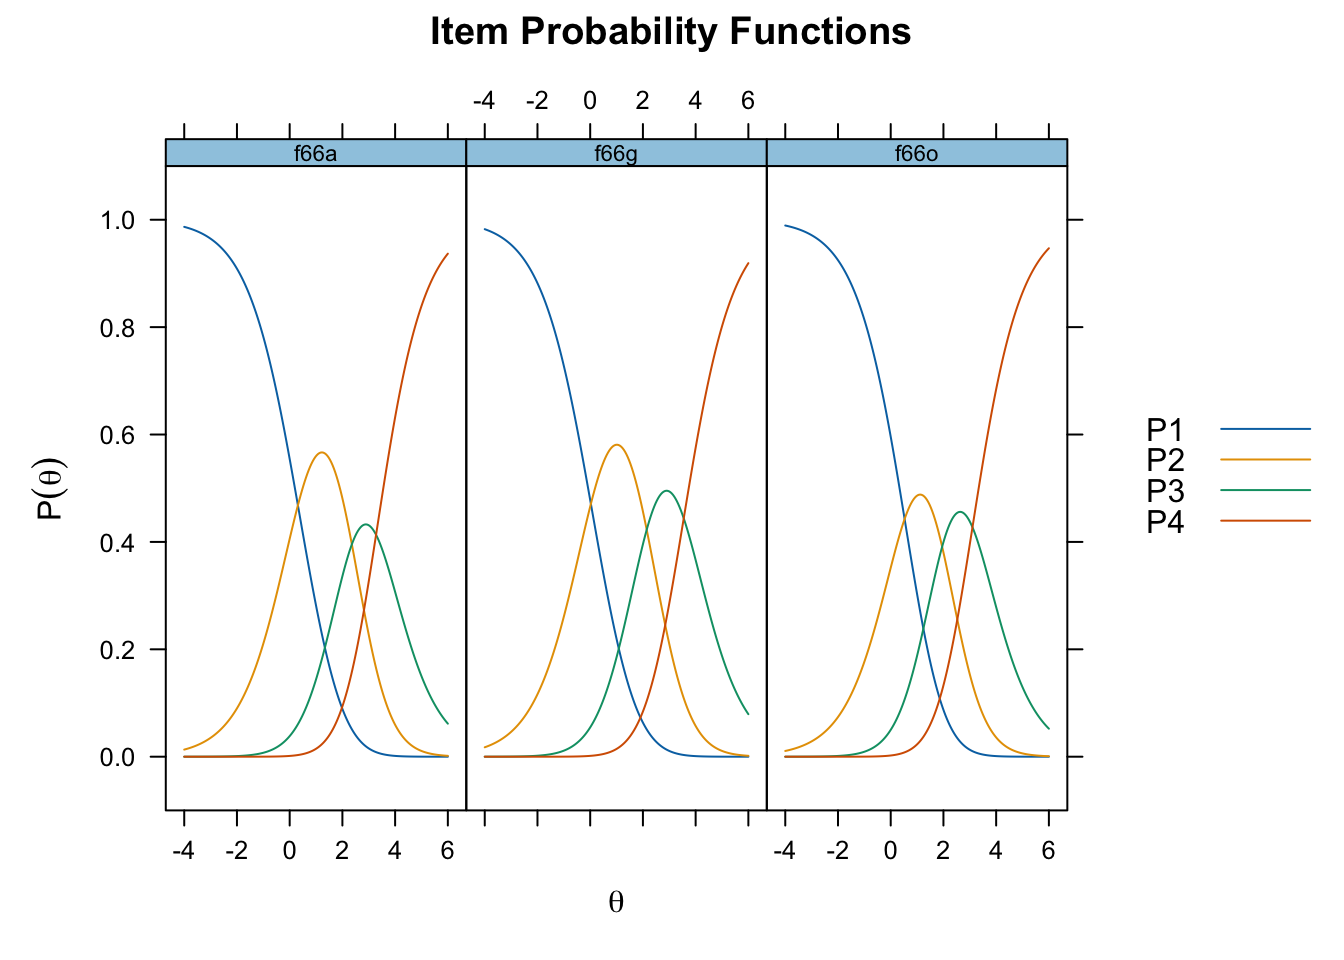 Item Probability Functions
-4 -2 0 2 4 6
f66a f66g f66o
1.0
0.8
0.6
0.4
0.2
0.0
P(θ)
P1
P2
P3
P4
-4 -2 0 2 4 6 -4 -2 0 2 4 6
θ